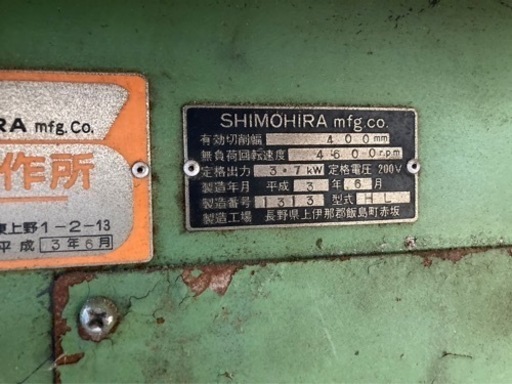 RA mfg.Co.
作所
東上野1-2-13
平成 3年6月
SHIMOHIRA mfg.co.
有効切削幅 400mm
無負荷回転速度 4600rpm
定格出力 3.7kW 定格電圧 200V
製造年月 平成 3 年 6 月
製造番号 1313 型式 HL
製造工場 長野県上伊那郡飯島町赤坂